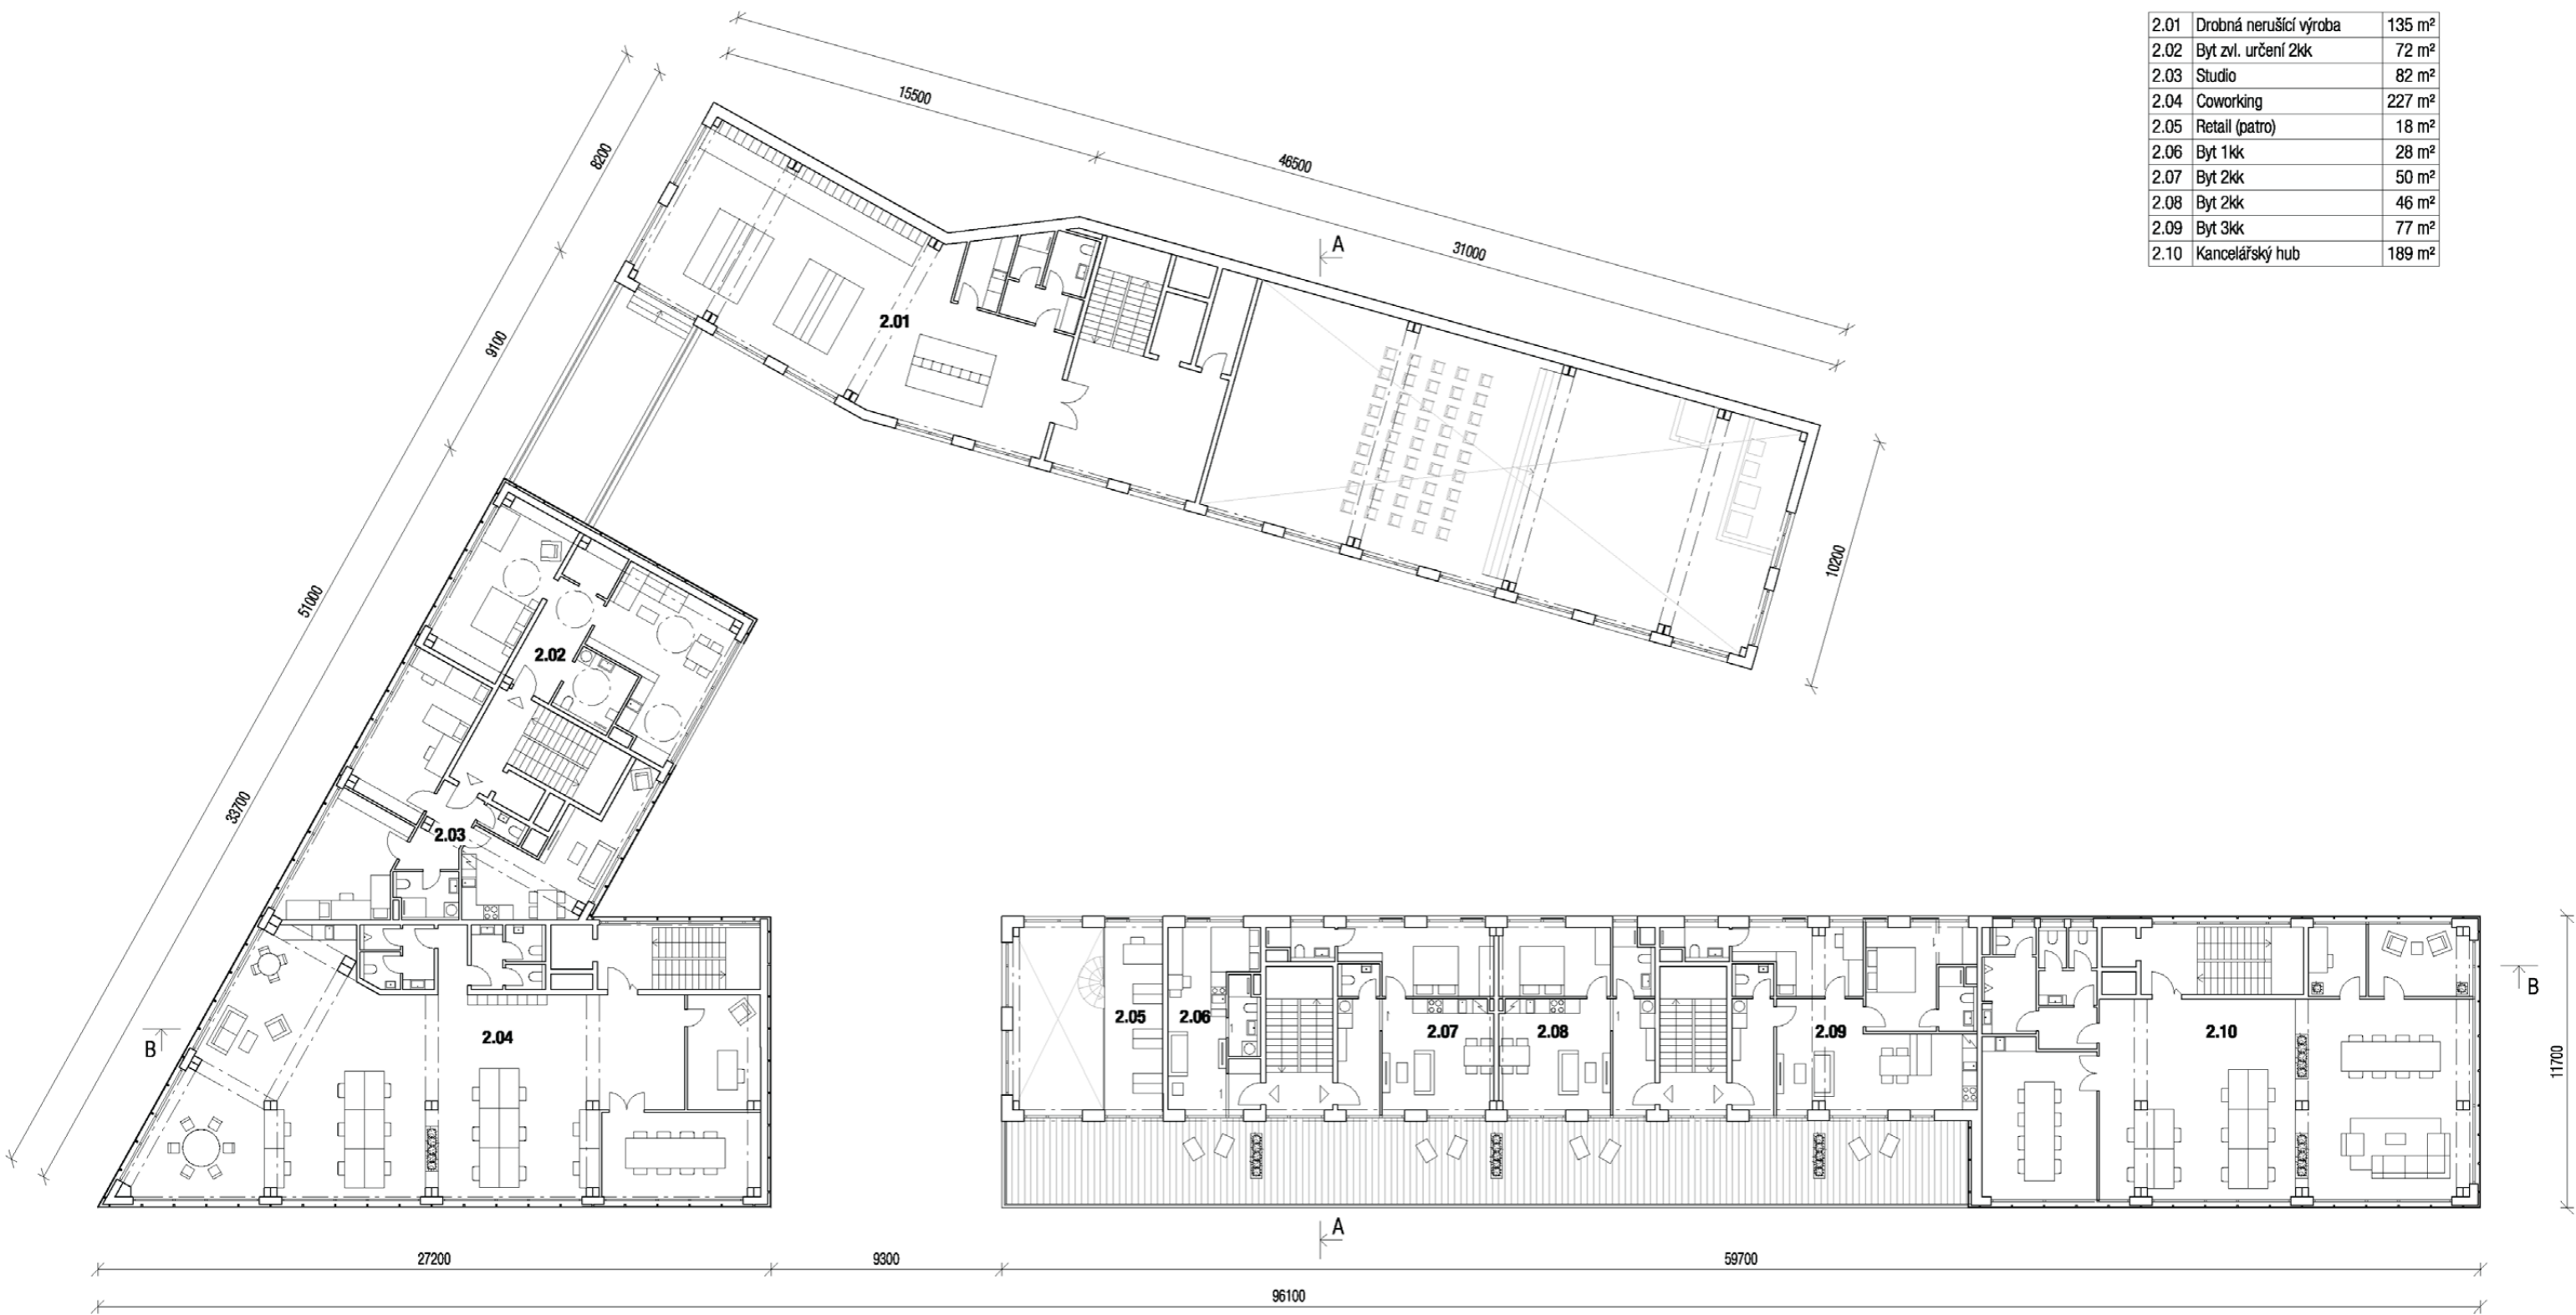 2.01 Drobná nerušící výroba 135 m²
2.02 Byt zvl. určení 2kk 72 m²
2.03 Studio 82 m²
2.04 Coworking 227 m²
2.05 Retail (patro) 18 m²
2.06 Byt 1kk 28 m²
2.07 Byt 2kk 50 m²
2.08 Byt 2kk 46 m²
2.09 Byt 3kk 77 m²
2.10 Kancelářský hub 189 m²
15500
46500
8200
A
31000
2.01
9100
10200
51000
2.02
33700
2.03
B
2.04
2.05
2.06
2.07
2.08
2.09
2.10
B
11700
A
27200
9300
59700
96100